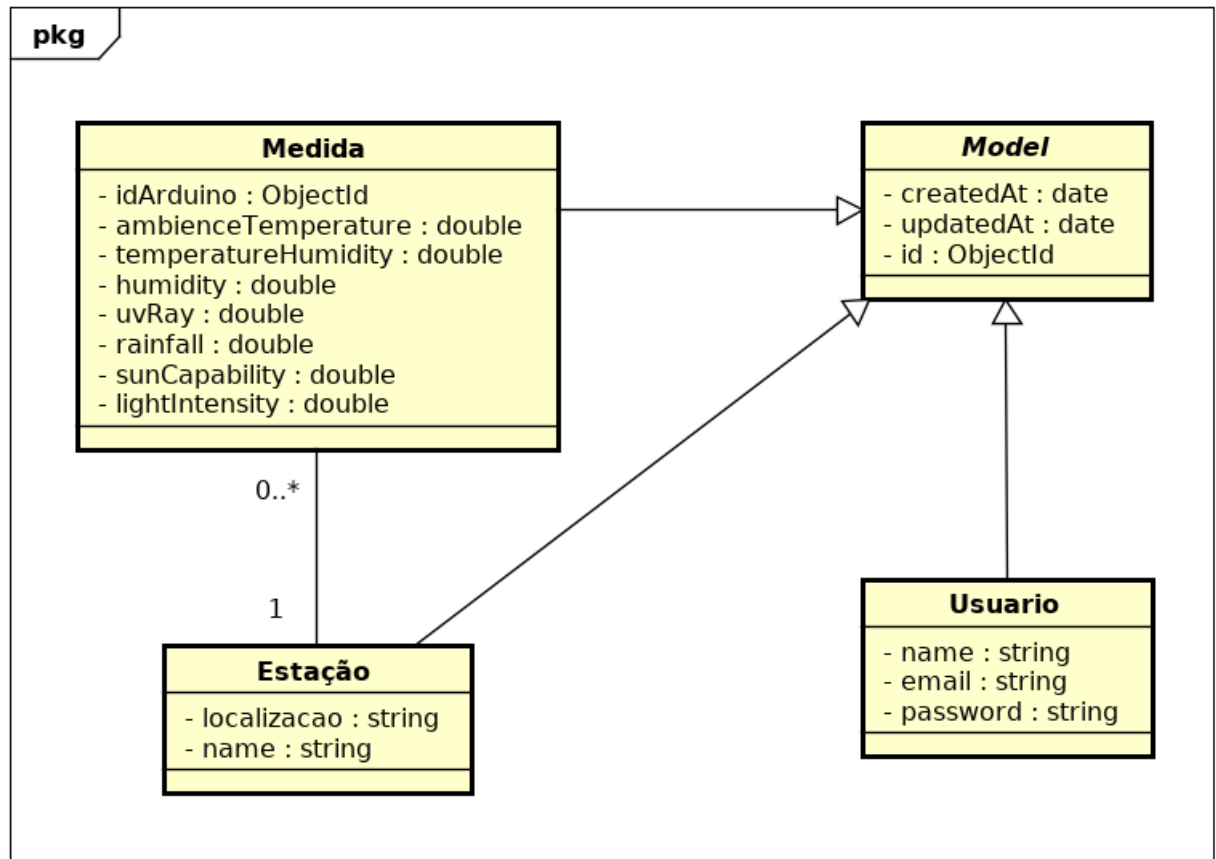 pkg
Medida
- idArduino : ObjectId
- ambienceTemperature : double
- temperatureHumidity : double
- humidity : double
- uvRay : double
- rainfall : double
- sunCapability : double
- lightIntensity : double
Model
- createdAt : date
- updatedAt : date
- id : ObjectId
0..*
1
Estação
- localizacao : string
- name : string
Usuario
- name : string
- email : string
- password : string